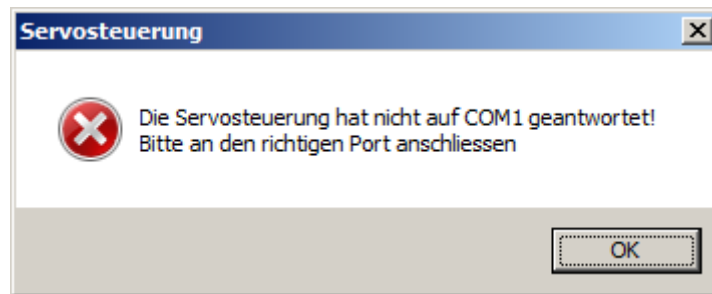 Servosteuerung
Die Servosteuerung hat nicht auf COM1 geantwortet!
Bitte an den richtigen Port anschliessen
OK